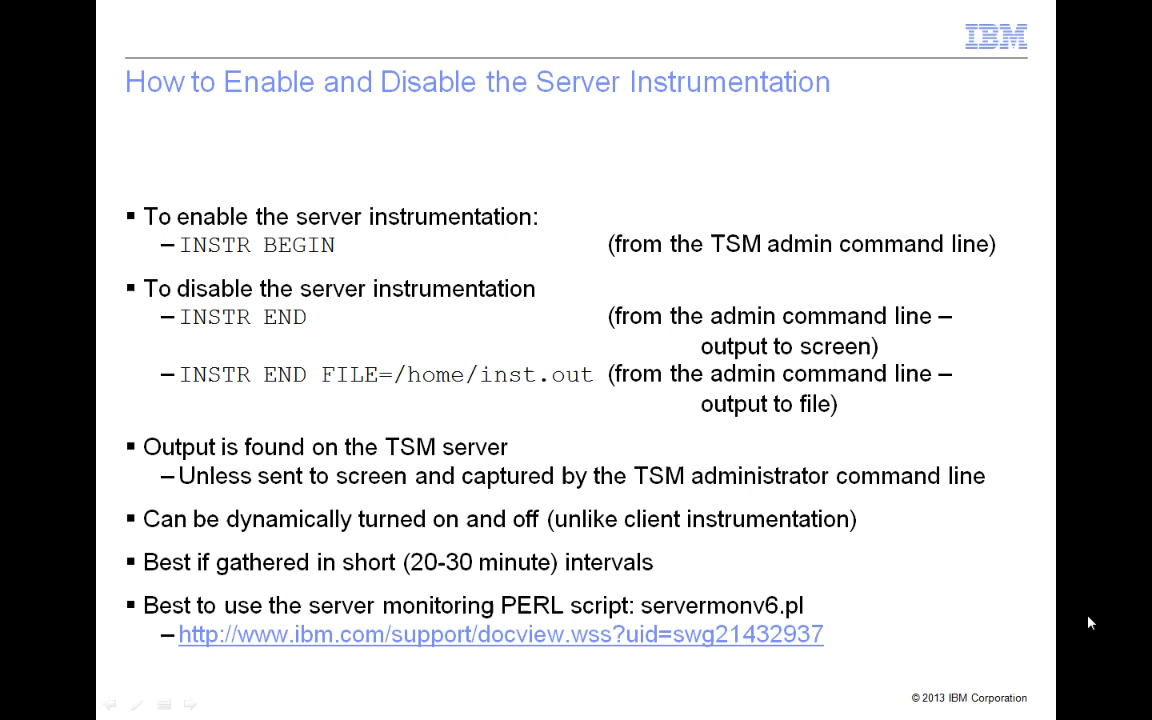 IBM
How to Enable and Disable the Server Instrumentation
▪ To enable the server instrumentation:
– INSTR BEGIN (from the TSM admin command line)
▪ To disable the server instrumentation
– INSTR END (from the admin command line –
output to screen)
– INSTR END FILE=/home/inst.out (from the admin command line –
output to file)
▪ Output is found on the TSM server
– Unless sent to screen and captured by the TSM administrator command line
▪ Can be dynamically turned on and off (unlike client instrumentation)
▪ Best if gathered in short (20-30 minute) intervals
▪ Best to use the server monitoring PERL script: servermonv6.pl
– http://www.ibm.com/support/docview.wss?uid=swg21432937
© 2013 IBM Corporation